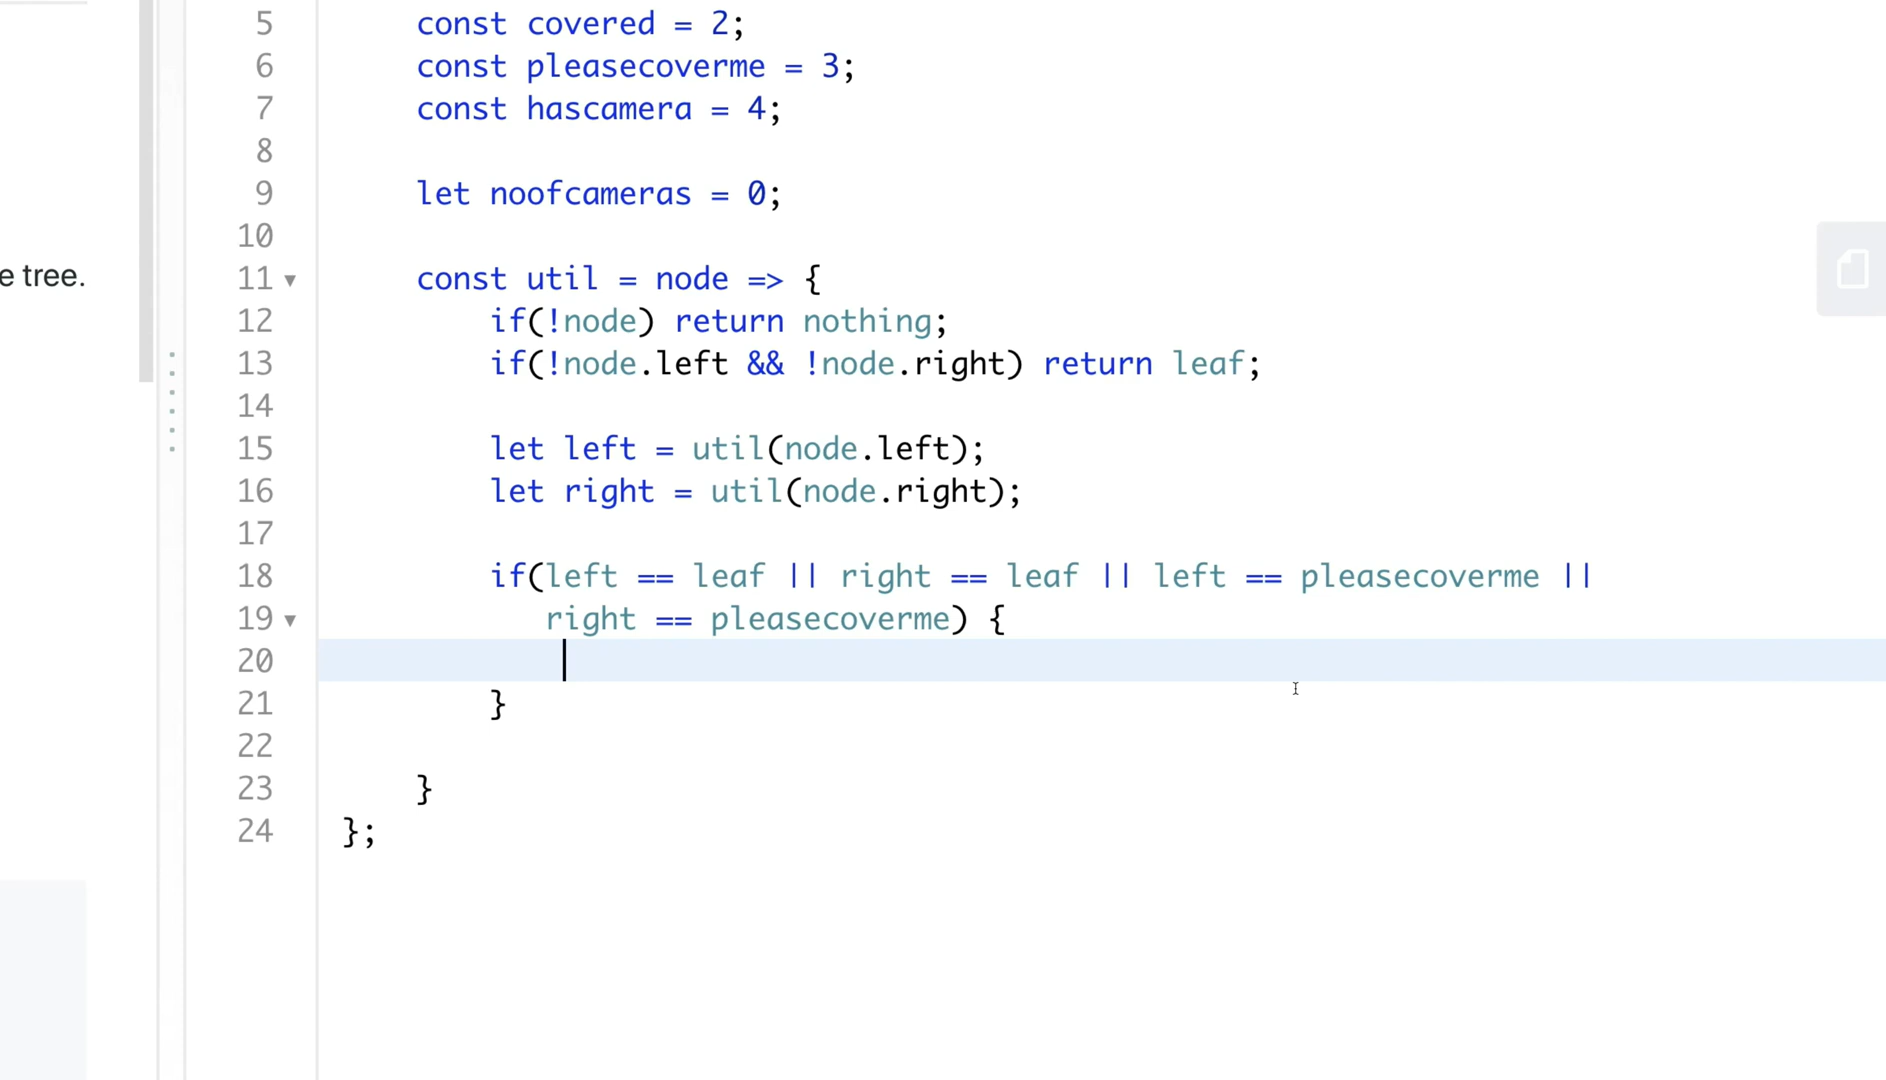 5 const covered = 2;
6 const pleasecoverme = 3;
7 const hascamera = 4;
8
9 let noofcameras = 0;
10
e tree.
11 const util = node => {
12 if(!node) return nothing;
13 if(!node.left && !node.right) return leaf;
14
15 let left = util(node.left);
16 let right = util(node.right);
17
18 if(left == leaf || right == leaf || left == pleasecoverme ||
19 right == pleasecoverme) {
20
21 }
22
23 }
24 };